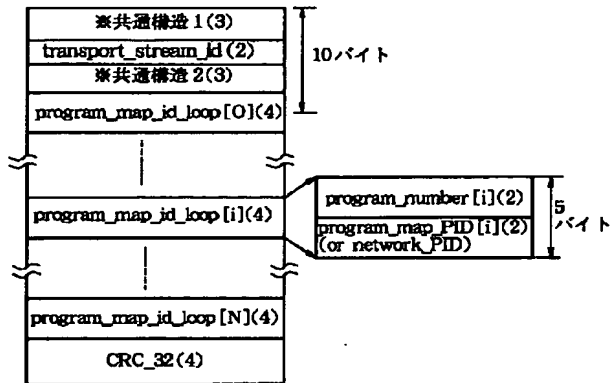 ※共通構造1(3)
transport_stream_id(2)
※共通構造2(3)
10バイト
program_map_id_loop[0](4)
program_map_id_loop[i](4)
program_number[i](2)
program_map_PID[i](2)
(or network_PID)
5
バイト
program_map_id_loop[N](4)
CRC_32(4)